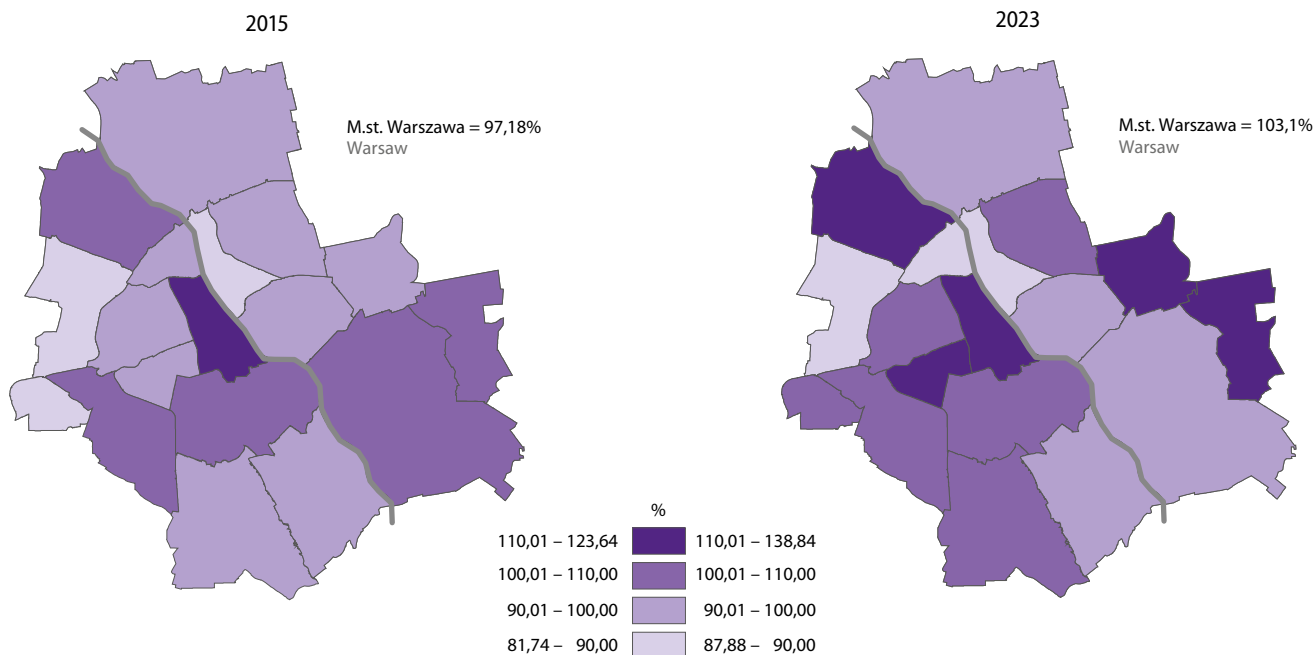 2015
2023
M.st. Warszawa = 97,18%
Warsaw
M.st. Warszawa = 103,1%
Warsaw
%
110,01 – 123,64 110,01 – 138,84
100,01 – 110,00 100,01 – 110,00
90,01 – 100,00 90,01 – 100,00
81,74 – 90,00 87,88 – 90,00